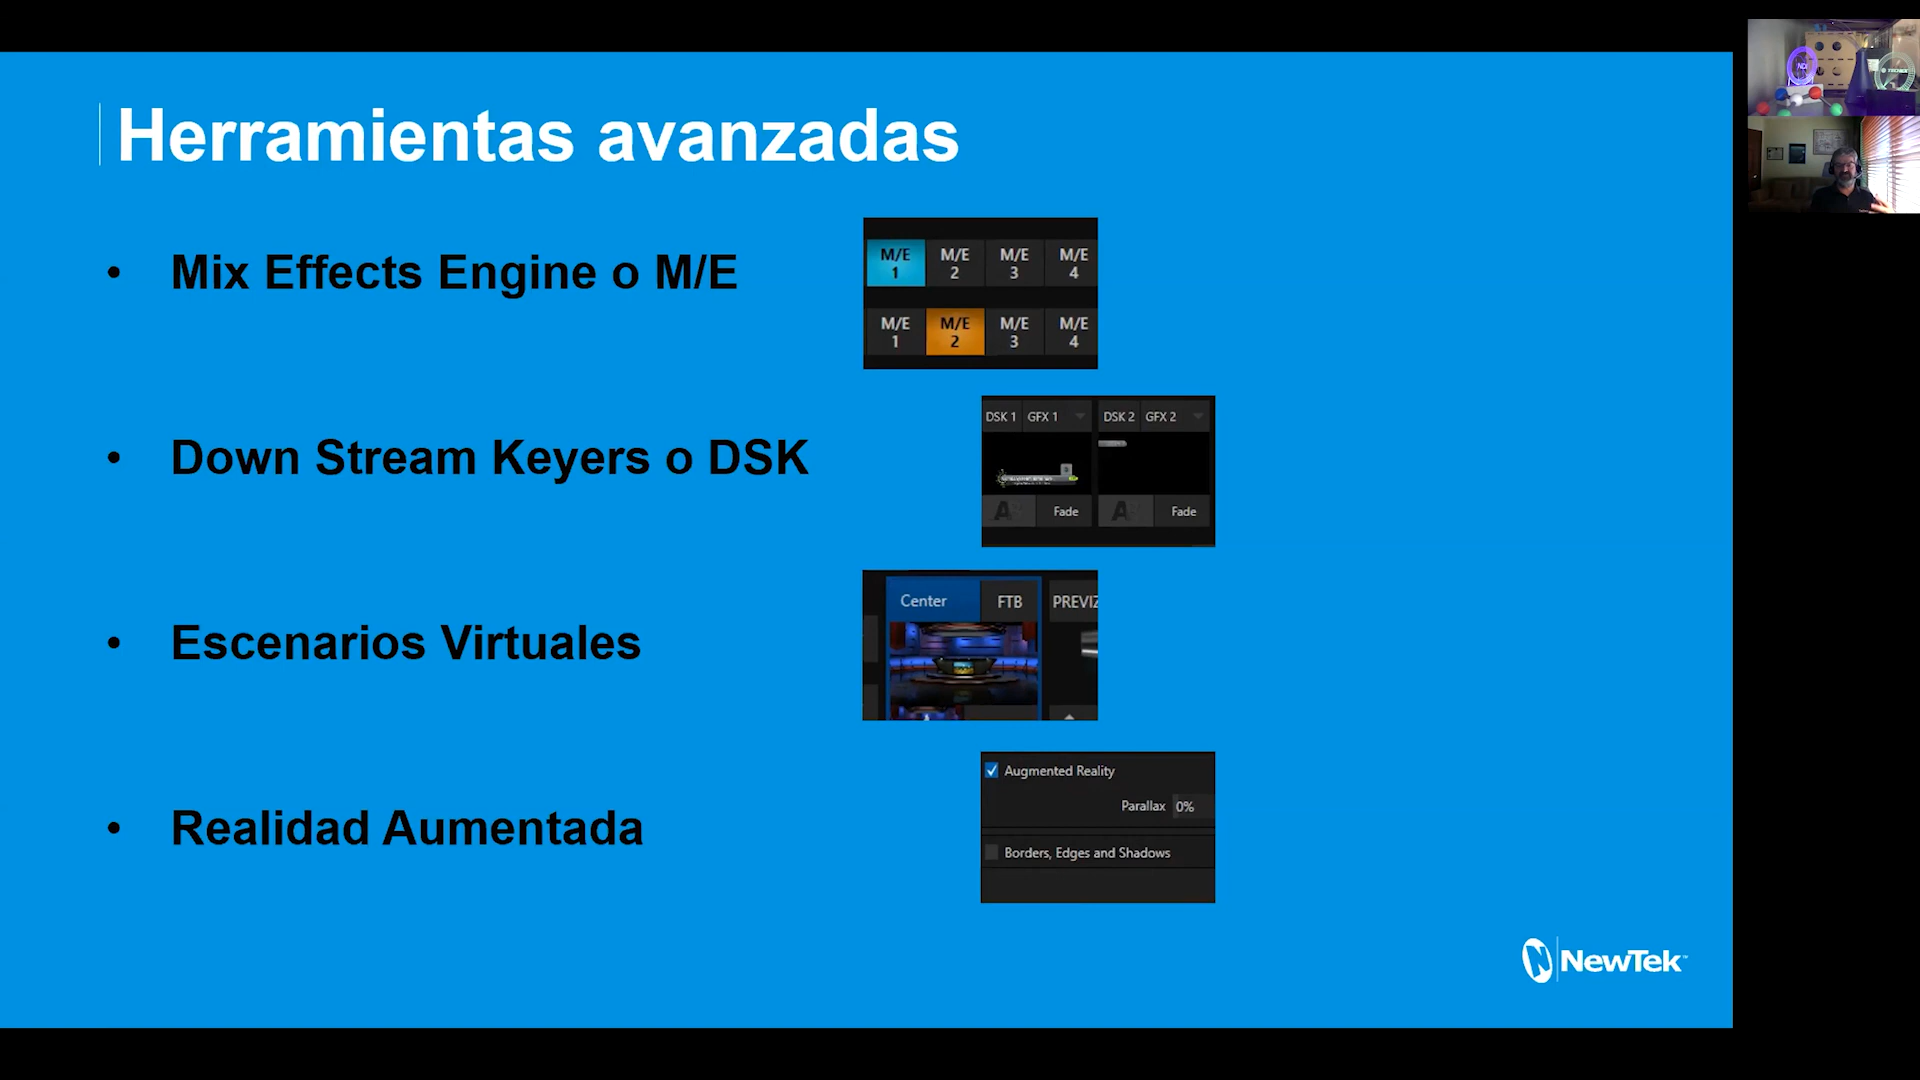 Herramientas avanzadas
• Mix Effects Engine o M/E
M/E 1 M/E 2 M/E 3 M/E 4
M/E 1 M/E 2 M/E 3 M/E 4
• Down Stream Keyers o DSK
DSK 1 GFX 1 DSK 2 GFX 2
Fade Fade
• Escenarios Virtuales
Center FTB PREVIZ
• Realidad Aumentada
Augmented Reality
Parallax 0%
Borders, Edges and Shadows
NewTek
NDI